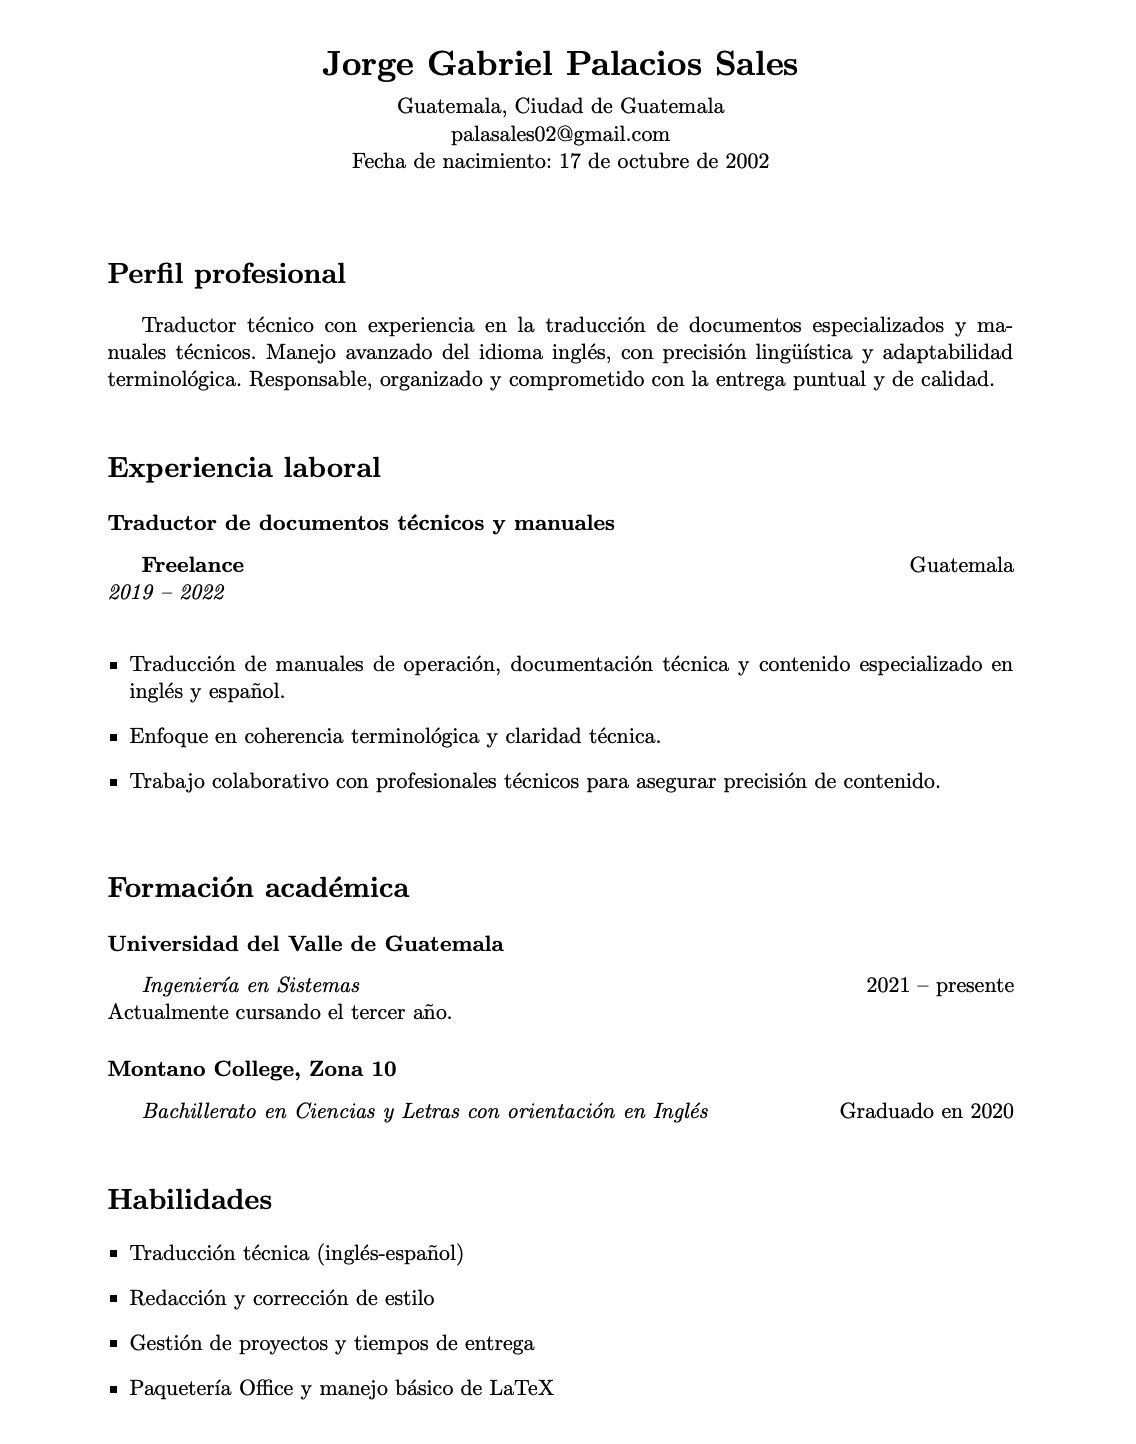 Jorge Gabriel Palacios Sales
Guatemala, Ciudad de Guatemala
palasales02@gmail.com
Fecha de nacimiento: 17 de octubre de 2002
Perfil profesional
Traductor técnico con experiencia en la traducción de documentos especializados y ma-
nuales técnicos. Manejo avanzado del idioma inglés, con precisión lingüística y adaptabilidad
terminológica. Responsable, organizado y comprometido con la entrega puntual y de calidad.
Experiencia laboral
Traductor de documentos técnicos y manuales
Freelance Guatemala
2019 – 2022
▪ Traducción de manuales de operación, documentación técnica y contenido especializado en
inglés y español.
▪ Enfoque en coherencia terminológica y claridad técnica.
▪ Trabajo colaborativo con profesionales técnicos para asegurar precisión de contenido.
Formación académica
Universidad del Valle de Guatemala
Ingeniería en Sistemas 2021 – presente
Actualmente cursando el tercer año.
Montano College, Zona 10
Bachillerato en Ciencias y Letras con orientación en Inglés Graduado en 2020
Habilidades
▪ Traducción técnica (inglés-español)
▪ Redacción y corrección de estilo
▪ Gestión de proyectos y tiempos de entrega
▪ Paquetería Office y manejo básico de LaTeX